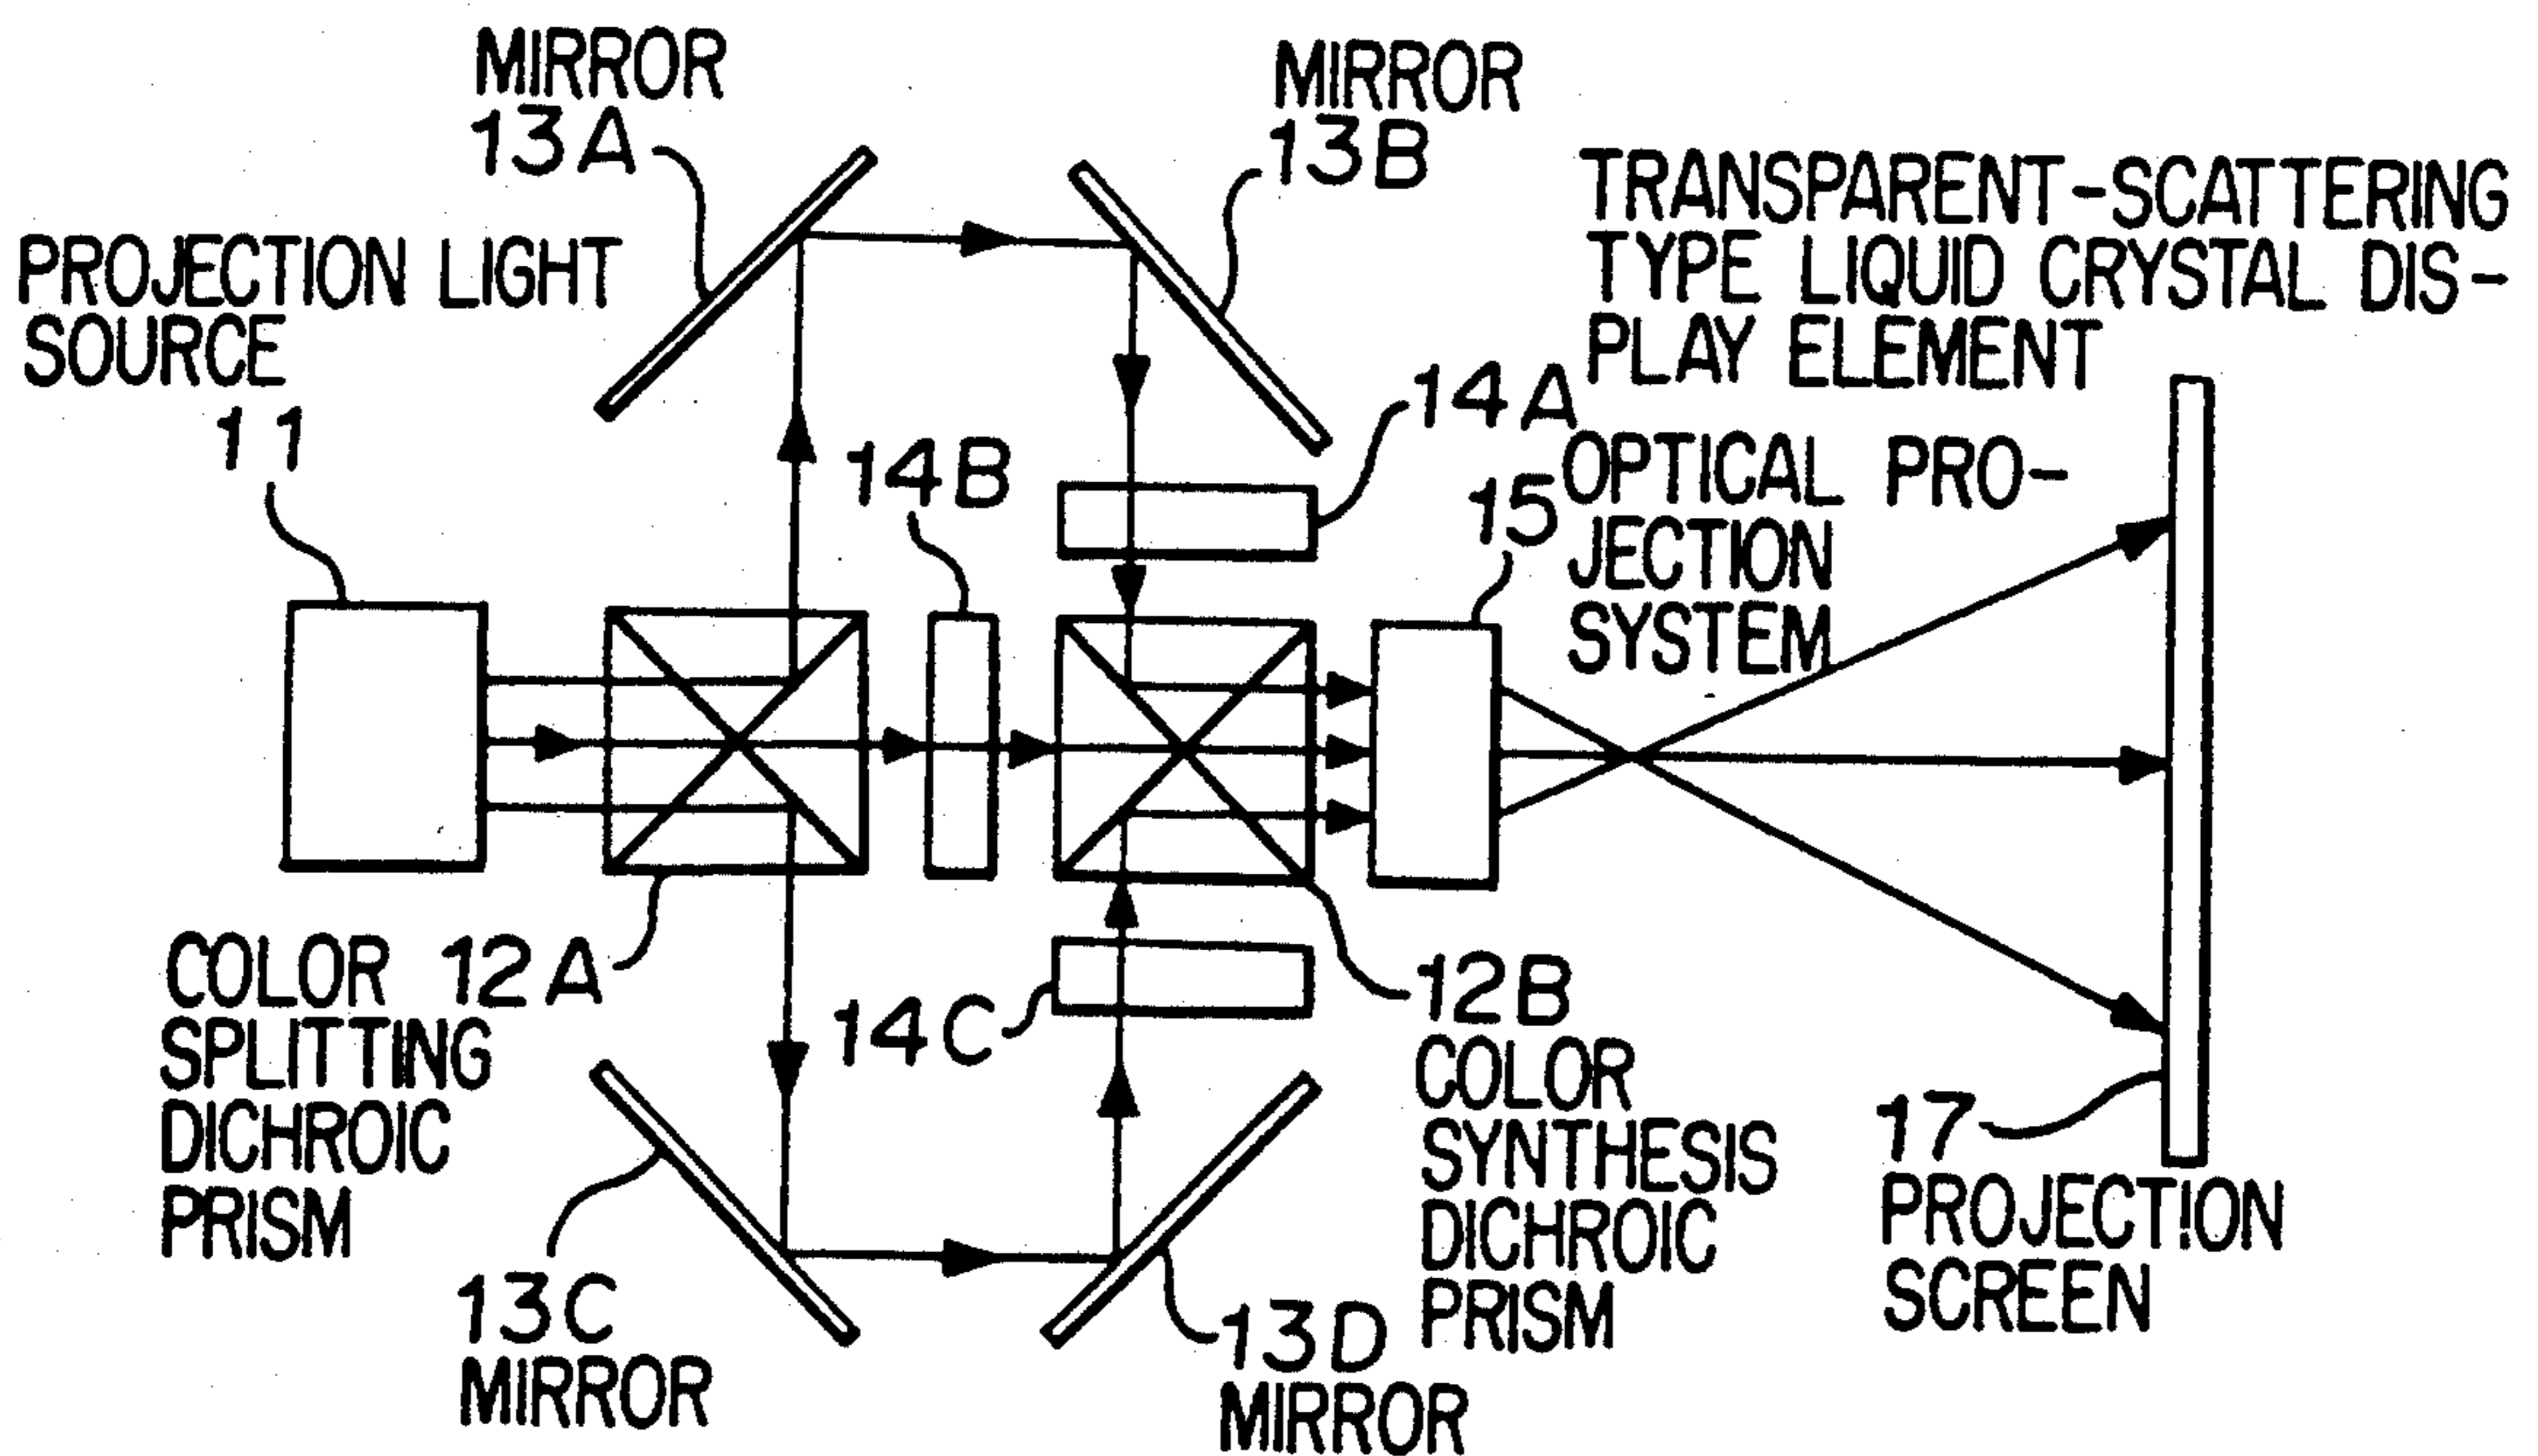 MIRROR
13A
MIRROR
13B
TRANSPARENT-SCATTERING
TYPE LIQUID CRYSTAL DIS-
PLAY ELEMENT
14A
PROJECTION LIGHT
SOURCE
11
14B
15
OPTICAL PRO-
JECTION
SYSTEM
COLOR
SPLITTING
DICHROIC
PRISM
12A
14C
12B
COLOR
SYNTHESIS
DICHROIC
PRISM
17
PROJECTION
SCREEN
13C
MIRROR
13D
MIRROR